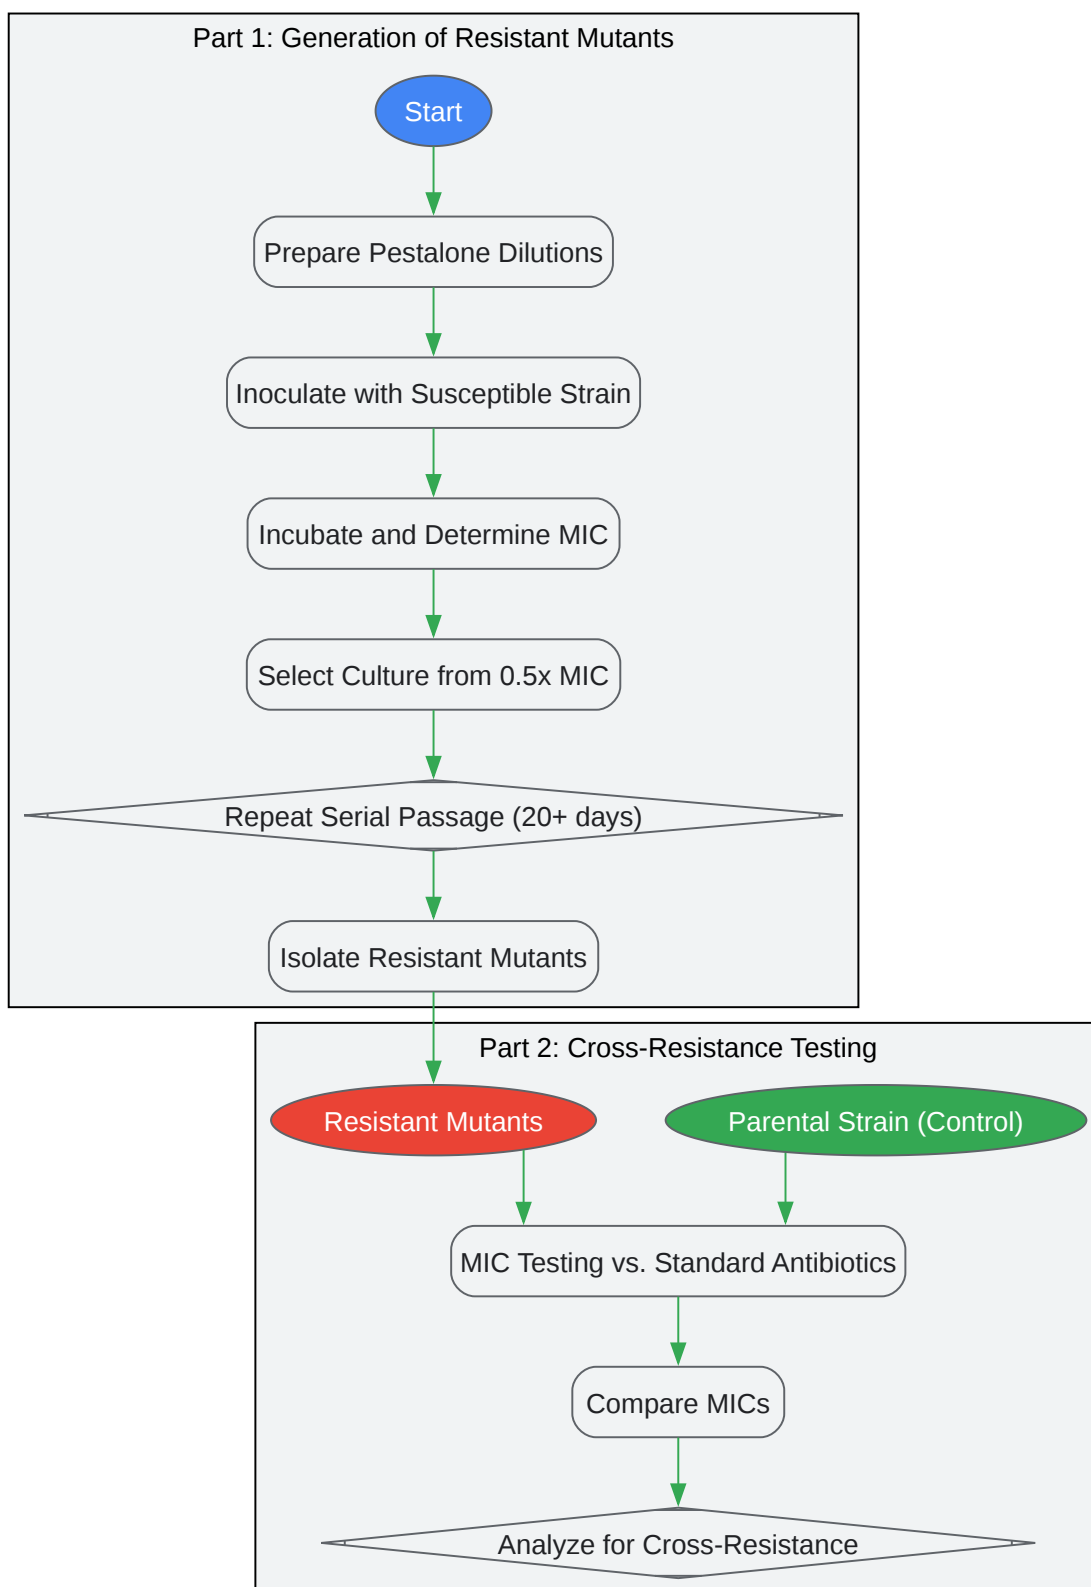 Part 1: Generation of Resistant Mutants
Start
Prepare Pestalone Dilutions
Inoculate with Susceptible Strain
Incubate and Determine MIC
Select Culture from 0.5x MIC
Repeat Serial Passage (20+ days)
Isolate Resistant Mutants
Part 2: Cross-Resistance Testing
Resistant Mutants
Parental Strain (Control)
MIC Testing vs. Standard Antibiotics
Compare MICs
Analyze for Cross-Resistance